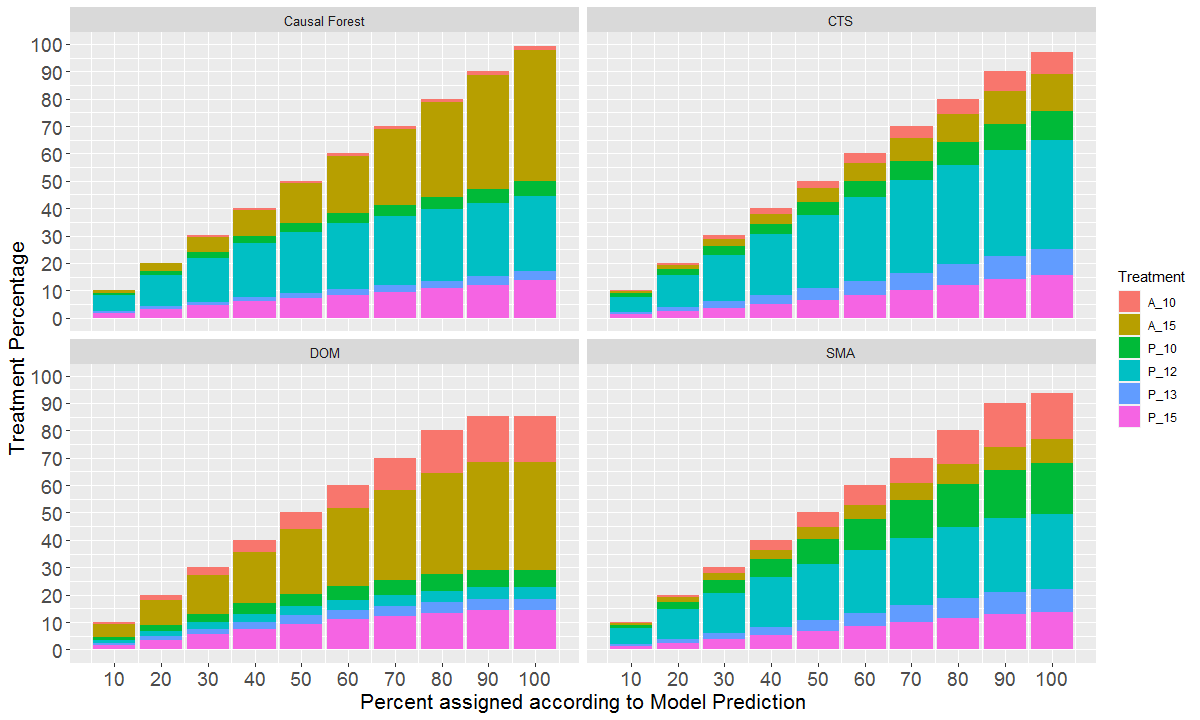 Causal Forest
CTS
100
90
80
70
60
50
40
30
20
10
0
DOM
SMA
100
90
80
70
60
50
40
30
20
10
0
10 20 30 40 50 60 70 80 90 100
10 20 30 40 50 60 70 80 90 100
Treatment Percentage
Percent assigned according to Model Prediction
Treatment
A_10
A_15
P_10
P_12
P_13
P_15